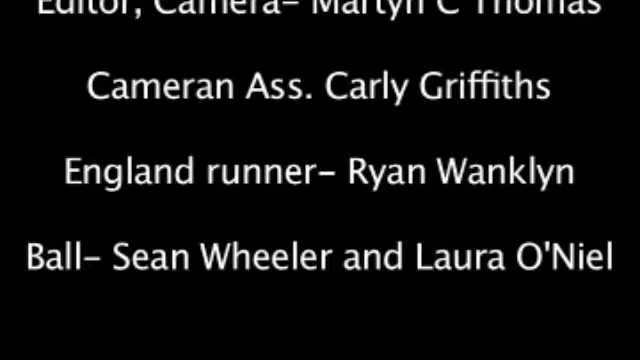 Editor, Camera- Martyn C Thomas
Cameran Ass. Carly Griffiths
England runner- Ryan Wanklyn
Ball- Sean Wheeler and Laura O'Niel